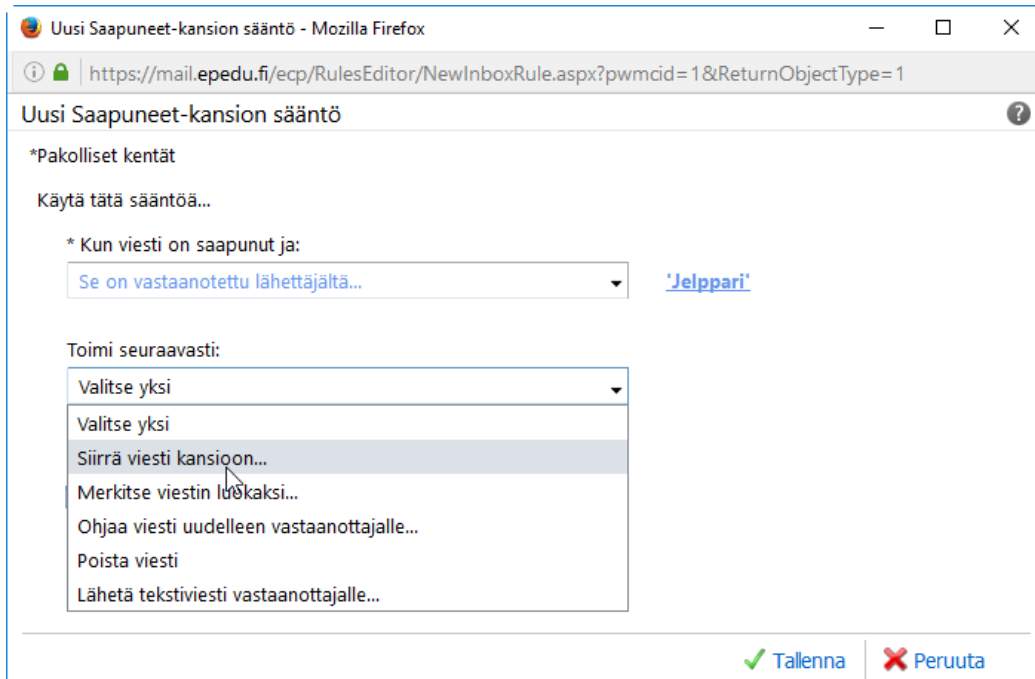 Uusi Saapuneet-kansion sääntö - Mozilla Firefox
https://mail.epedu.fi/ecp/RulesEditor/NewInboxRule.aspx?pwmcid=1&ReturnObjectType=1
Uusi Saapuneet-kansion sääntö
*Pakolliset kentät
Käytä tätä sääntöä...
* Kun viesti on saapunut ja:
Se on vastaanotettu lähettäjältä... 'Jelppari'
Toimi seuraavasti:
Valitse yksi
Valitse yksi
Siirrä viesti kansioon...
Merkitse viestin luokaksi...
Ohjaa viesti uudelleen vastaanottajalle...
Poista viesti
Lähetä tekstiviesti vastaanottajalle...
Tallenna Peruuta